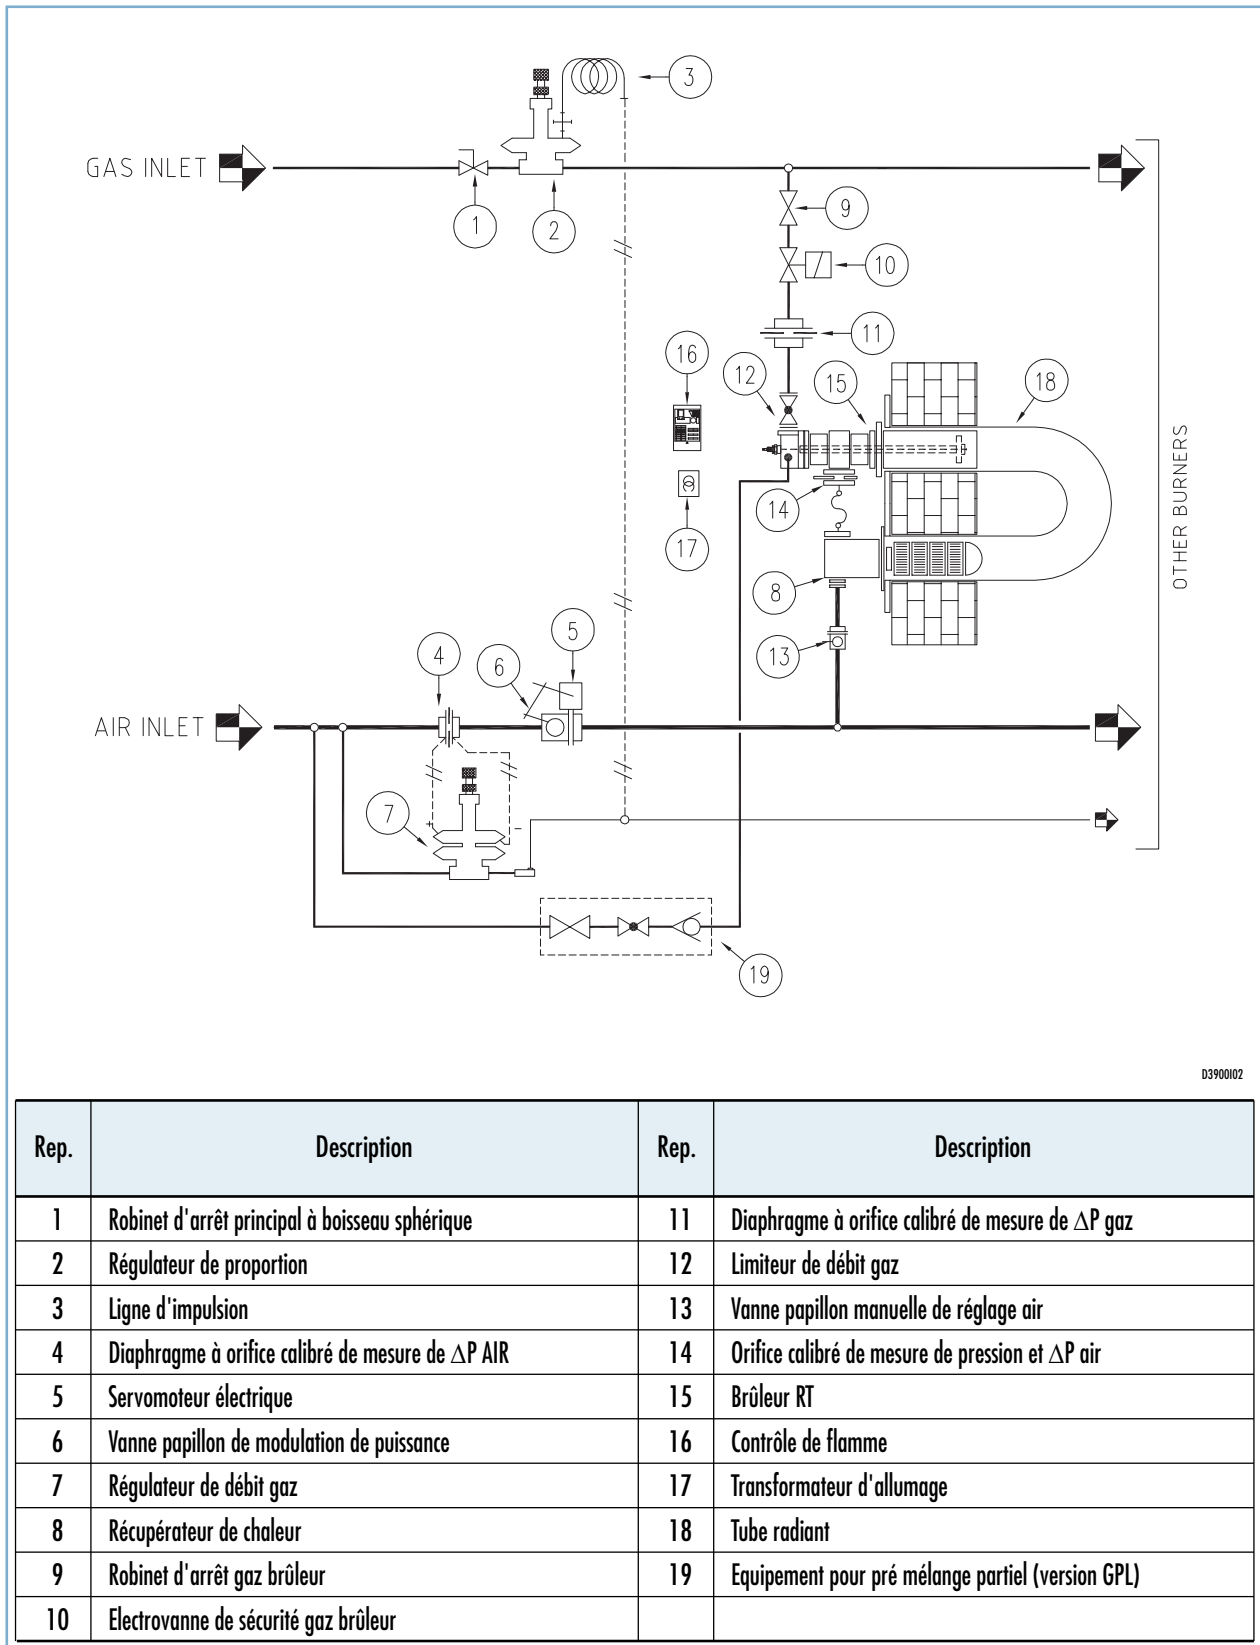 3
GAS INLET
1
2
9
10
11
16
12
15
18
14
17
8
OTHER BURNERS
5
4
6
13
AIR INLET
7
+
-
19
D3900I02
Rep. Description Rep. Description
1 Robinet d'arrêt principal à boisseau sphérique 11 Diaphragme à orifice calibré de mesure de ΔP gaz
2 Régulateur de proportion 12 Limiteur de débit gaz
3 Ligne d'impulsion 13 Vanne papillon manuelle de réglage air
4 Diaphragme à orifice calibré de mesure de ΔP AIR 14 Orifice calibré de mesure de pression et ΔP air
5 Servomoteur électrique 15 Brûleur RT
6 Vanne papillon de modulation de puissance 16 Contrôle de flamme
7 Régulateur de débit gaz 17 Transformateur d'allumage
8 Récupérateur de chaleur 18 Tube radiant
9 Robinet d'arrêt gaz brûleur 19 Equipement pour pré mélange partiel (version GPL)
10 Electrovanne de sécurité gaz brûleur